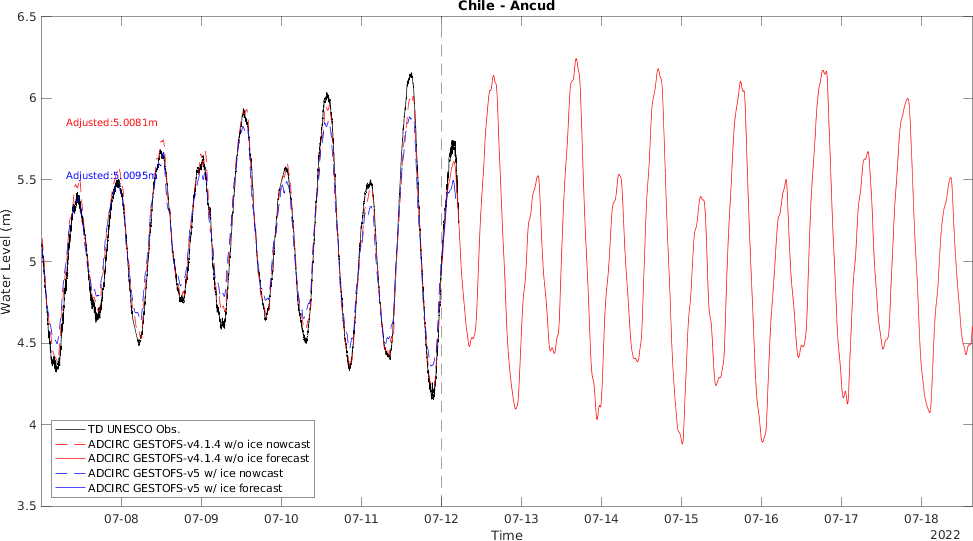 Chile - Ancud
6.5
6
5.5
5
4.5
4
3.5
Water Level (m)
Adjusted:5.0081m
Adjusted:5.0095m
TD UNESCO Obs.
ADCIRC GESTOFS-v4.1.4 w/o ice nowcast
ADCIRC GESTOFS-v4.1.4 w/o ice forecast
ADCIRC GESTOFS-v5 w/ ice nowcast
ADCIRC GESTOFS-v5 w/ ice forecast
07-08 07-09 07-10 07-11 07-12 07-13 07-14 07-15 07-16 07-17 07-18
Time
2022